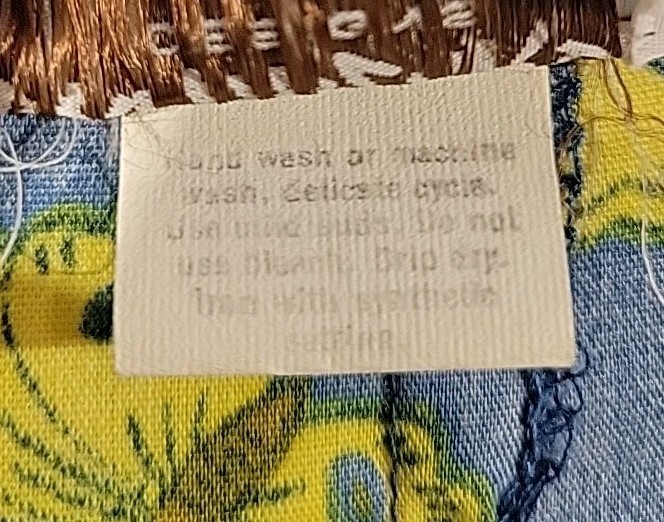 Hand wash or machine
wash, delicate cycle.
Use mild suds. Do not
use bleach. Drip dry.
Iron with synthetic
setting.